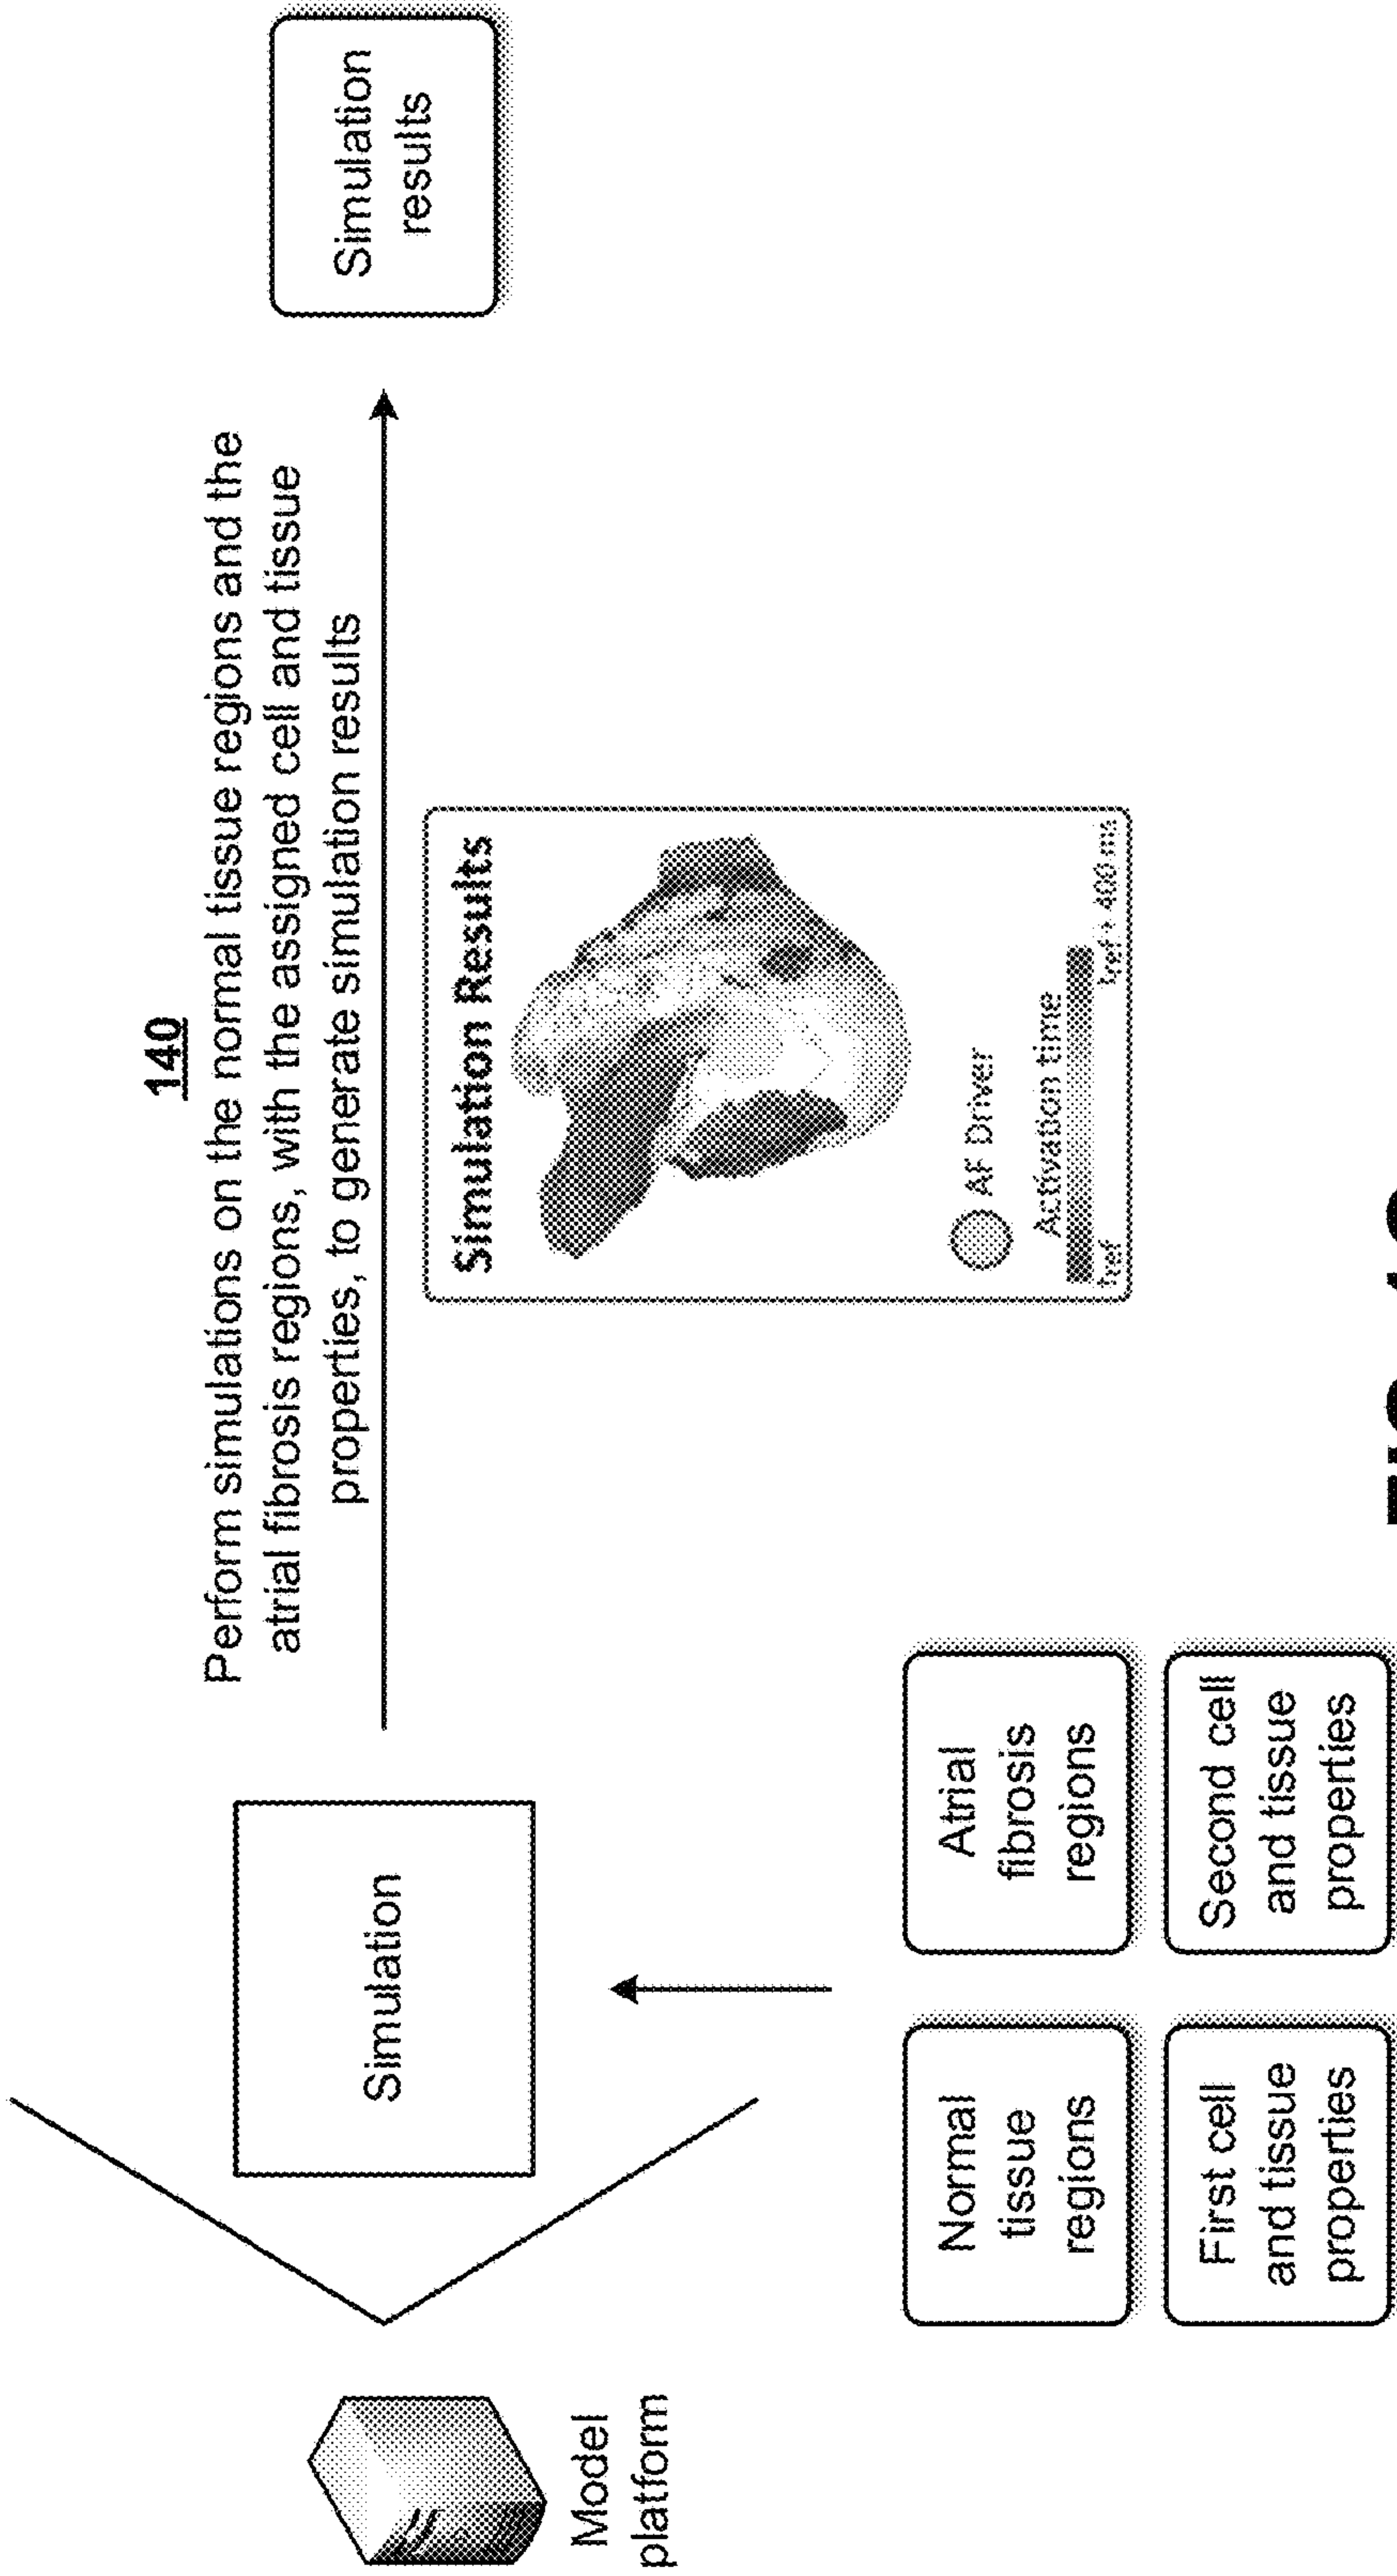 140
Perform simulations on the normal tissue regions and the
atrial fibrosis regions, with the assigned cell and tissue
properties, to generate simulation results
Model
platform
Simulation
Simulation
results
Simulation Results
AF Driver
Activation time
tref
tref + 400 ms
Normal
tissue
regions
Atrial
fibrosis
regions
First cell
and tissue
properties
Second cell
and tissue
properties